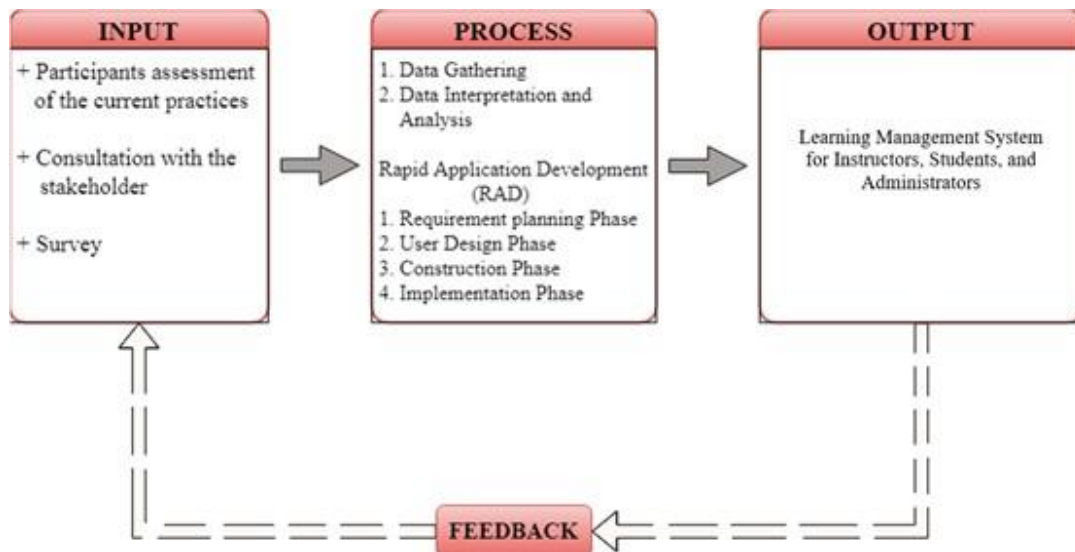 INPUT
+ Participants assessment
of the current practices
+ Consultation with the
stakeholder
+ Survey
PROCESS
1. Data Gathering
2. Data Interpretation and
Analysis
Rapid Application Development
(RAD)
1. Requirement planning Phase
2. User Design Phase
3. Construction Phase
4. Implementation Phase
OUTPUT
Learning Management System
for Instructors, Students, and
Administrators
FEEDBACK